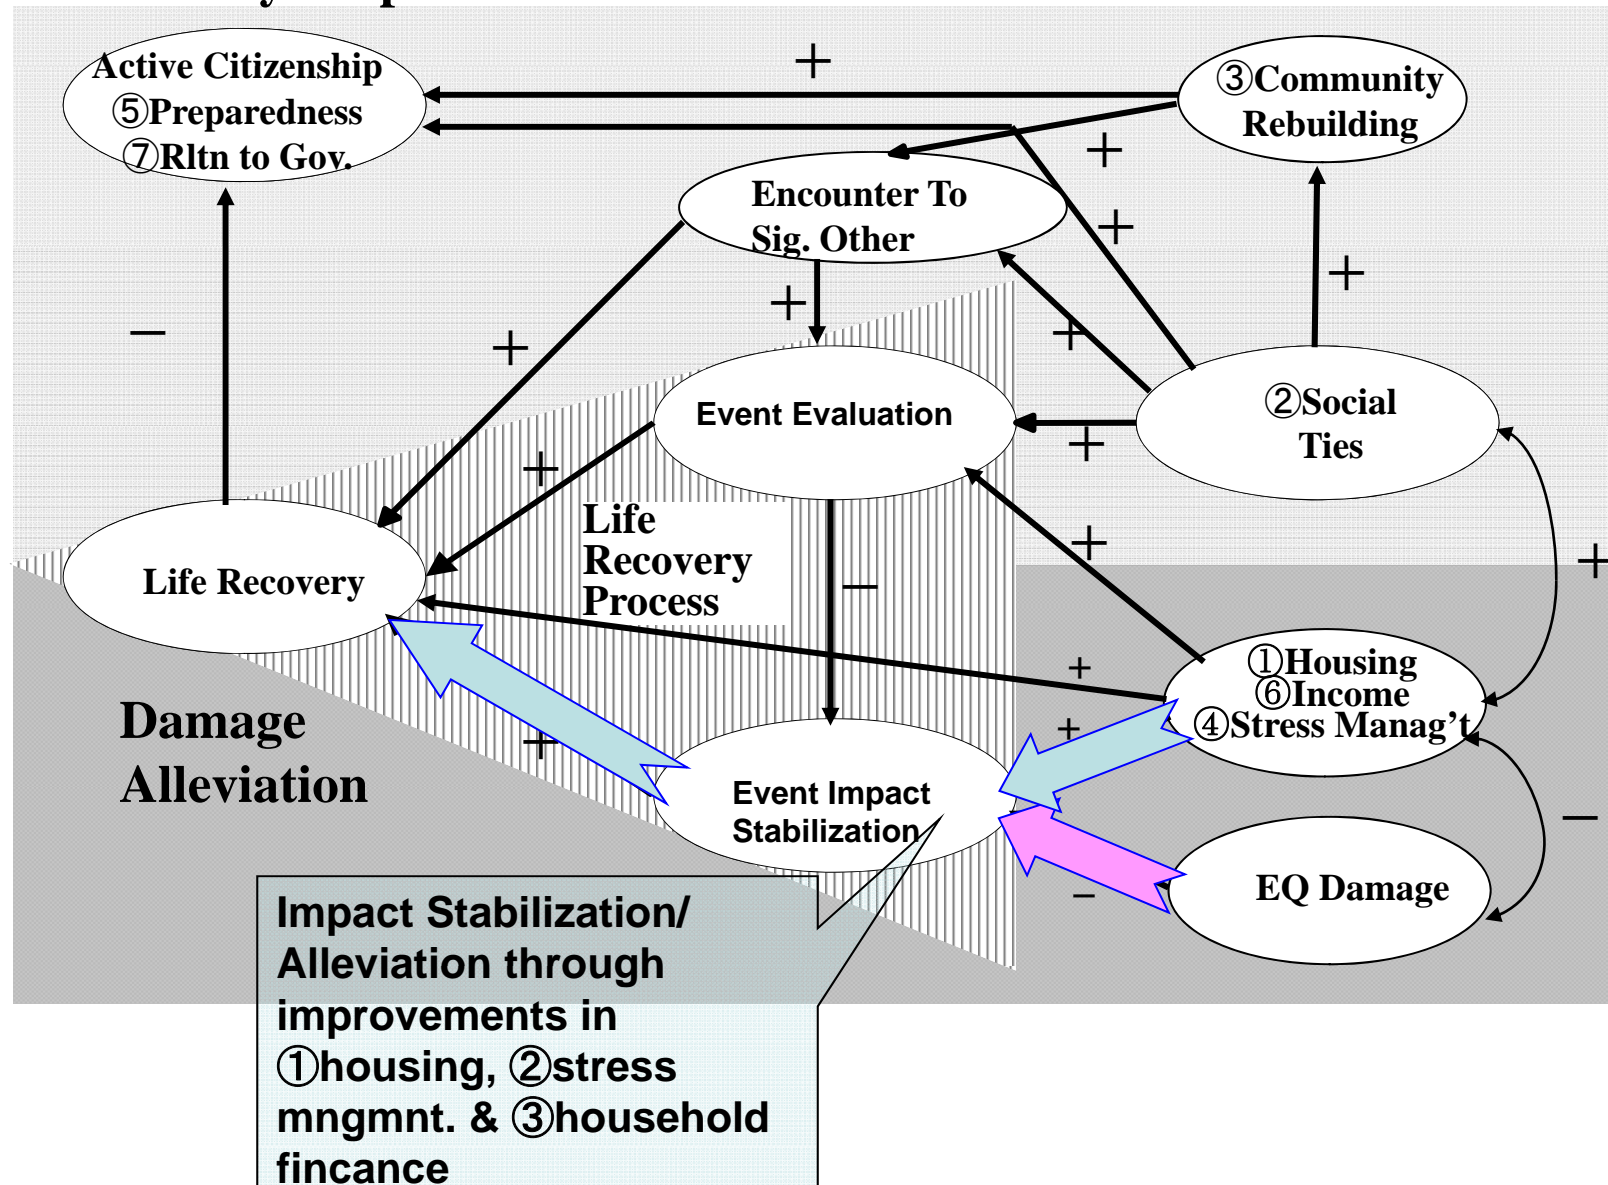 Active Citizenship
⑤Preparedness
⑦Rltn to Gov.
+
③Community
Rebuilding
+
Encounter To
Sig. Other
+
+
+
+
−
+
+
Event Evaluation
②Social
Ties
+
+
Life
Recovery
Process
+
+
Life Recovery
−
①Housing
⑥Income
④Stress Manag’t
+
+
Damage
Alleviation
+
Event Impact
Stabilization
−
EQ Damage
−
Impact Stabilization/
Alleviation through
improvements in
①housing, ②stress
mngmnt. & ③household
fincance